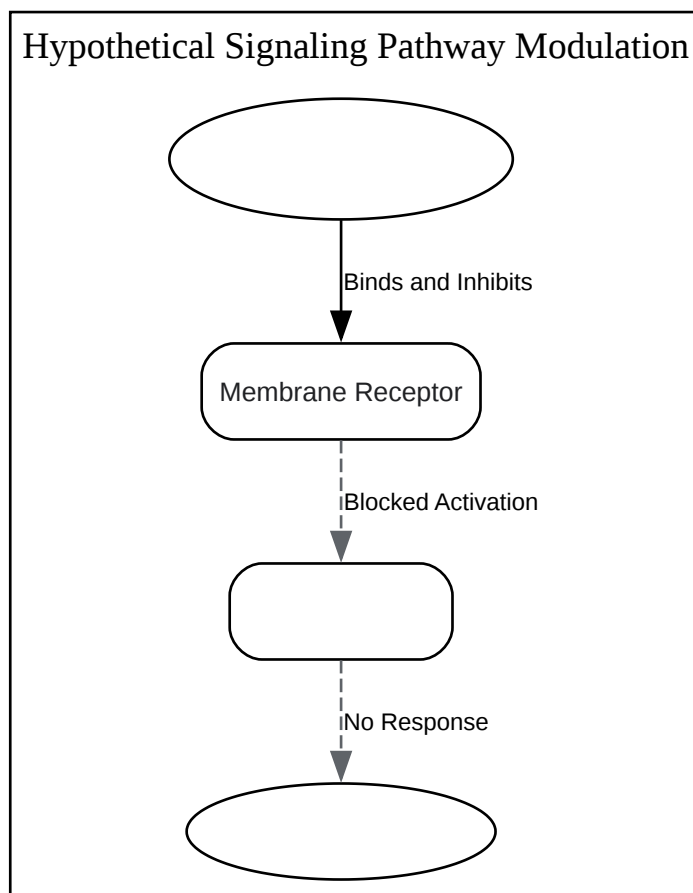 Hypothetical Signaling Pathway Modulation
Binds and Inhibits
Membrane Receptor
Blocked Activation
No Response